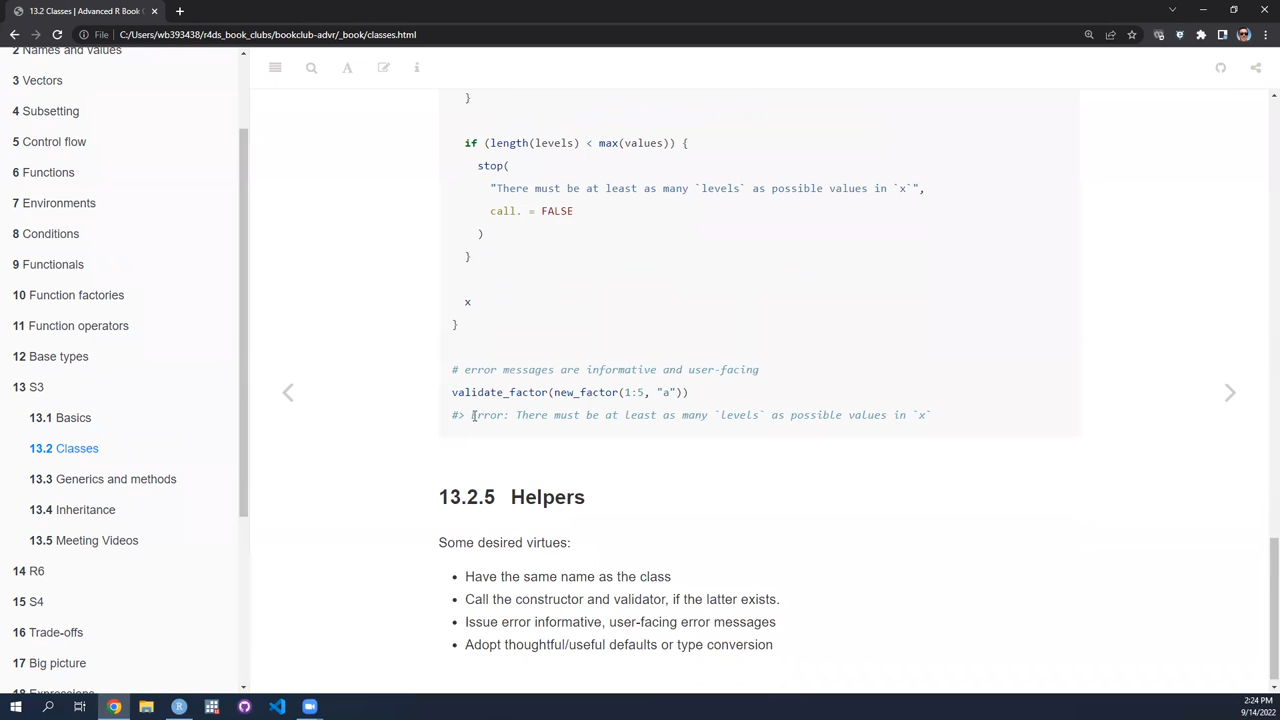 13.2 Classes | Advanced R Book C
File
C:/Users/wb393438/r4ds_book_clubs/bookclub-advr/_book/classes.html
2 Names and values
3 Vectors
4 Subsetting
5 Control flow
6 Functions
7 Environments
8 Conditions
9 Functionals
10 Function factories
11 Function operators
12 Base types
13 S3
13.1 Basics
13.2 Classes
13.3 Generics and methods
13.4 Inheritance
13.5 Meeting Videos
14 R6
15 S4
16 Trade-offs
17 Big picture
18 Expressions
}
if (length(levels) < max(values)) {
stop(
"There must be at least as many `levels` as possible values in `x`",
call. = FALSE
)
}
x
}
# error messages are informative and user-facing
validate_factor(new_factor(1:5, "a"))
#> Error: There must be at least as many `levels` as possible values in `x`
13.2.5 Helpers
Some desired virtues:
• Have the same name as the class
• Call the constructor and validator, if the latter exists.
• Issue error informative, user-facing error messages
• Adopt thoughtful/useful defaults or type conversion
2:24 PM
9/14/2022